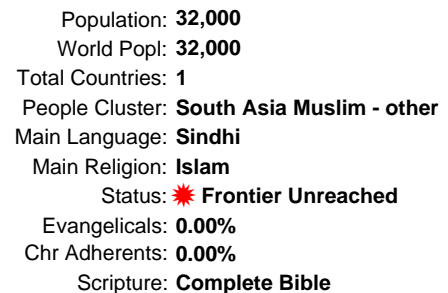 Population: 32,000
World Popl: 32,000
Total Countries: 1
People Cluster: South Asia Muslim - other
Main Language: Sindhi
Main Religion: Islam
Status: Frontier Unreached
Evangelicals: 0.00%
Chr Adherents: 0.00%
Scripture: Complete Bible